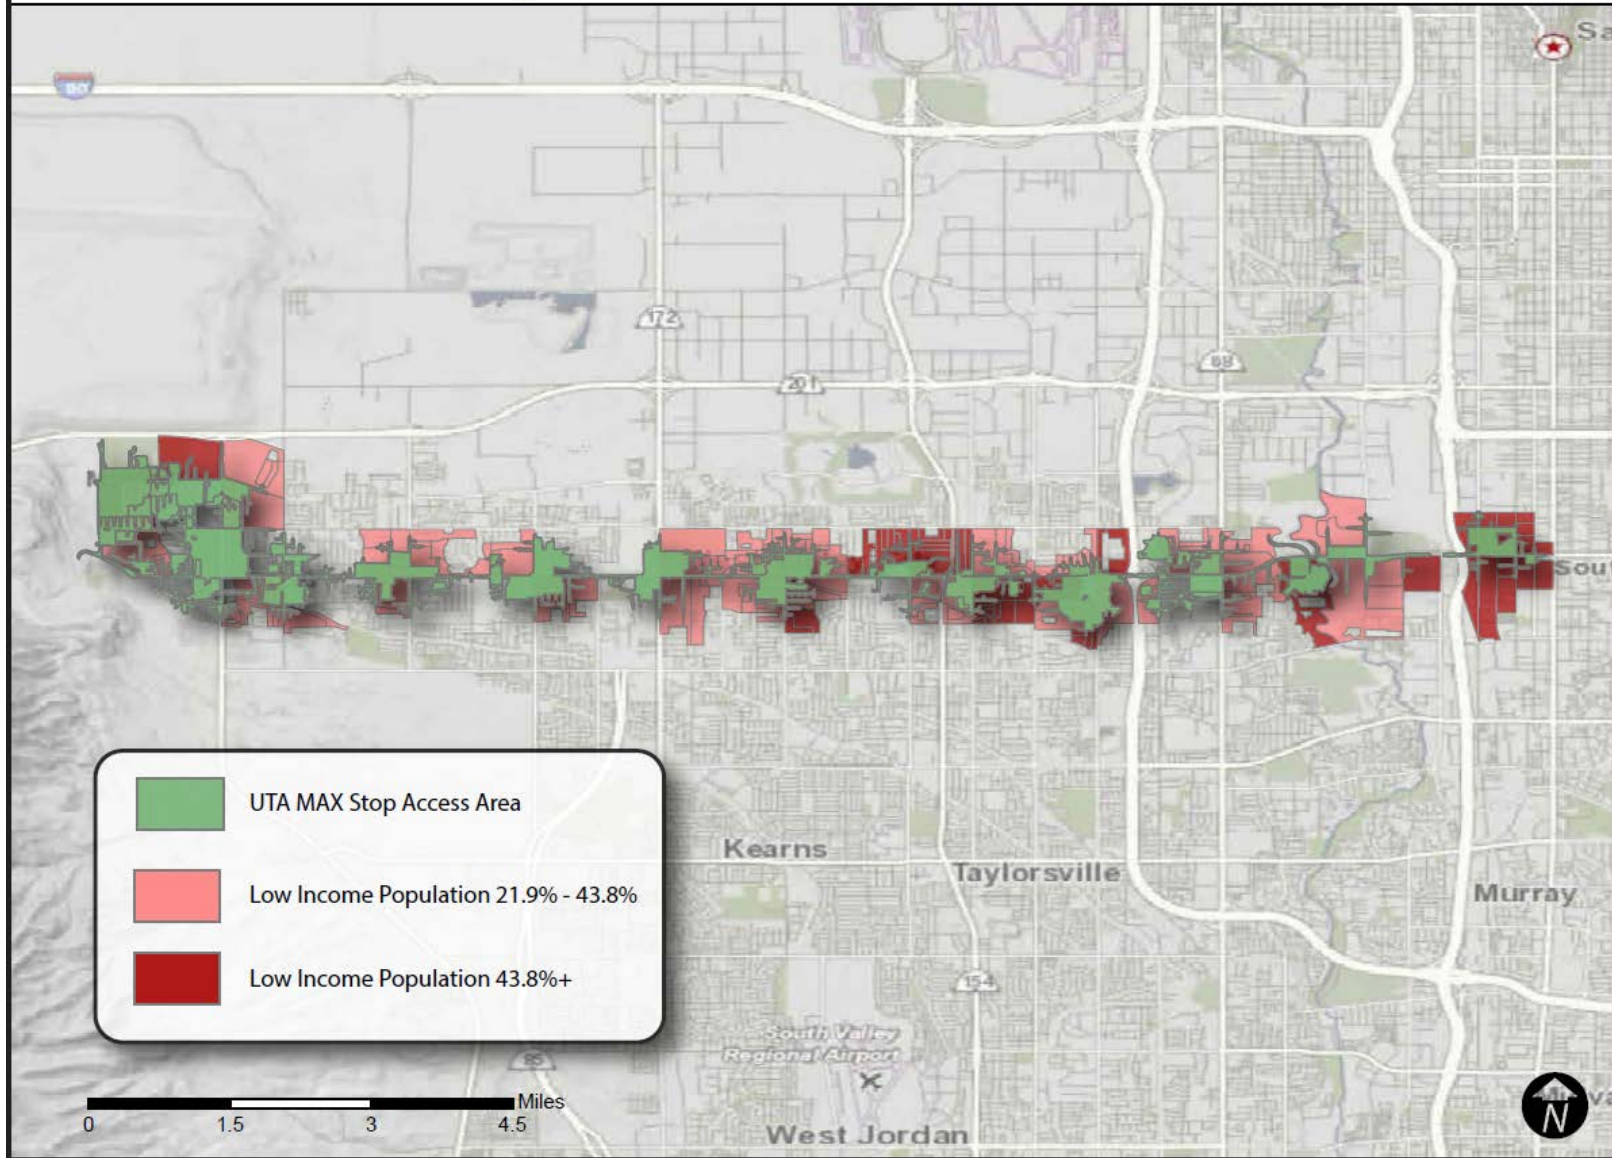 Sa
80
172
201
68
Sou
UTA MAX Stop Access Area
Low Income Population 21.9% - 43.8%
Low Income Population 43.8%+
Kearns
Taylorsville
Murray
154
South Valley
Regional Airport
85
Miles
0 1.5 3 4.5
West Jordan
N